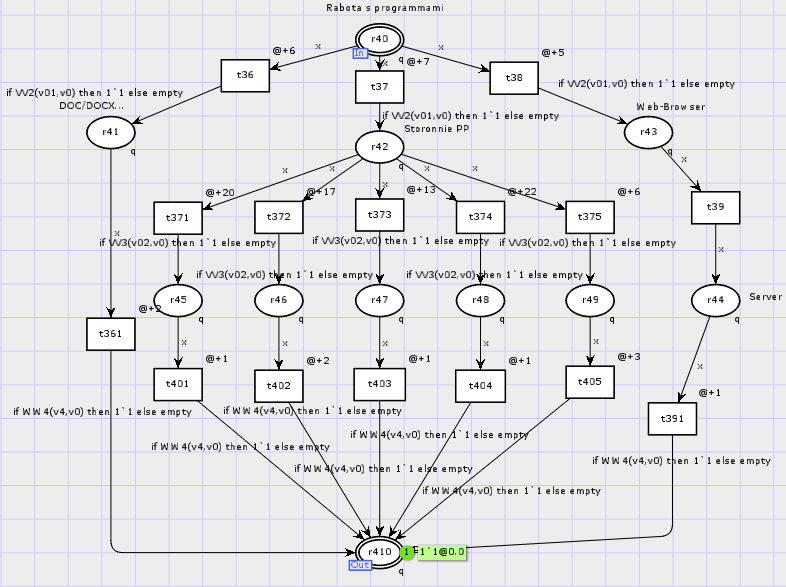 Rabota s programmami
r40
In
q
x
x
x
@+6
@+7
@+5
t36
t37
t38
if VV2(v01,v0) then 1`1 else empty
if VV2(v01,v0) then 1`1 else empty
if VV2(v01,v0) then 1`1 else empty
DOC/DOCX...
Storonnie PP
Web-Browser
r41
q
r42
q
r43
q
x
x
x
x
x
x
x
@+20
@+17
@+13
@+22
@+6
t371
t372
t373
t374
t375
t39
if VV3(v02,v0) then 1`1 else empty
if VV3(v02,v0) then 1`1 else empty
if VV3(v02,v0) then 1`1 else empty
x
if VV3(v02,v0) then 1`1 else empty
if VV3(v02,v0) then 1`1 else empty
r45
q
r46
q
r47
q
r48
q
r49
q
r44
q
Server
@+2
t361
x
x
x
x
x
x
@+1
@+2
@+1
@+1
@+3
@+1
t401
t402
t403
t404
t405
t391
if WW4(v4,v0) then 1`1 else empty
if WW4(v4,v0) then 1`1 else empty
if WW4(v4,v0) then 1`1 else empty
if WW4(v4,v0) then 1`1 else empty
if WW4(v4,v0) then 1`1 else empty
if WW4(v4,v0) then 1`1 else empty
if WW4(v4,v0) then 1`1 else empty
r410
Out
q
1
1`1@0.0